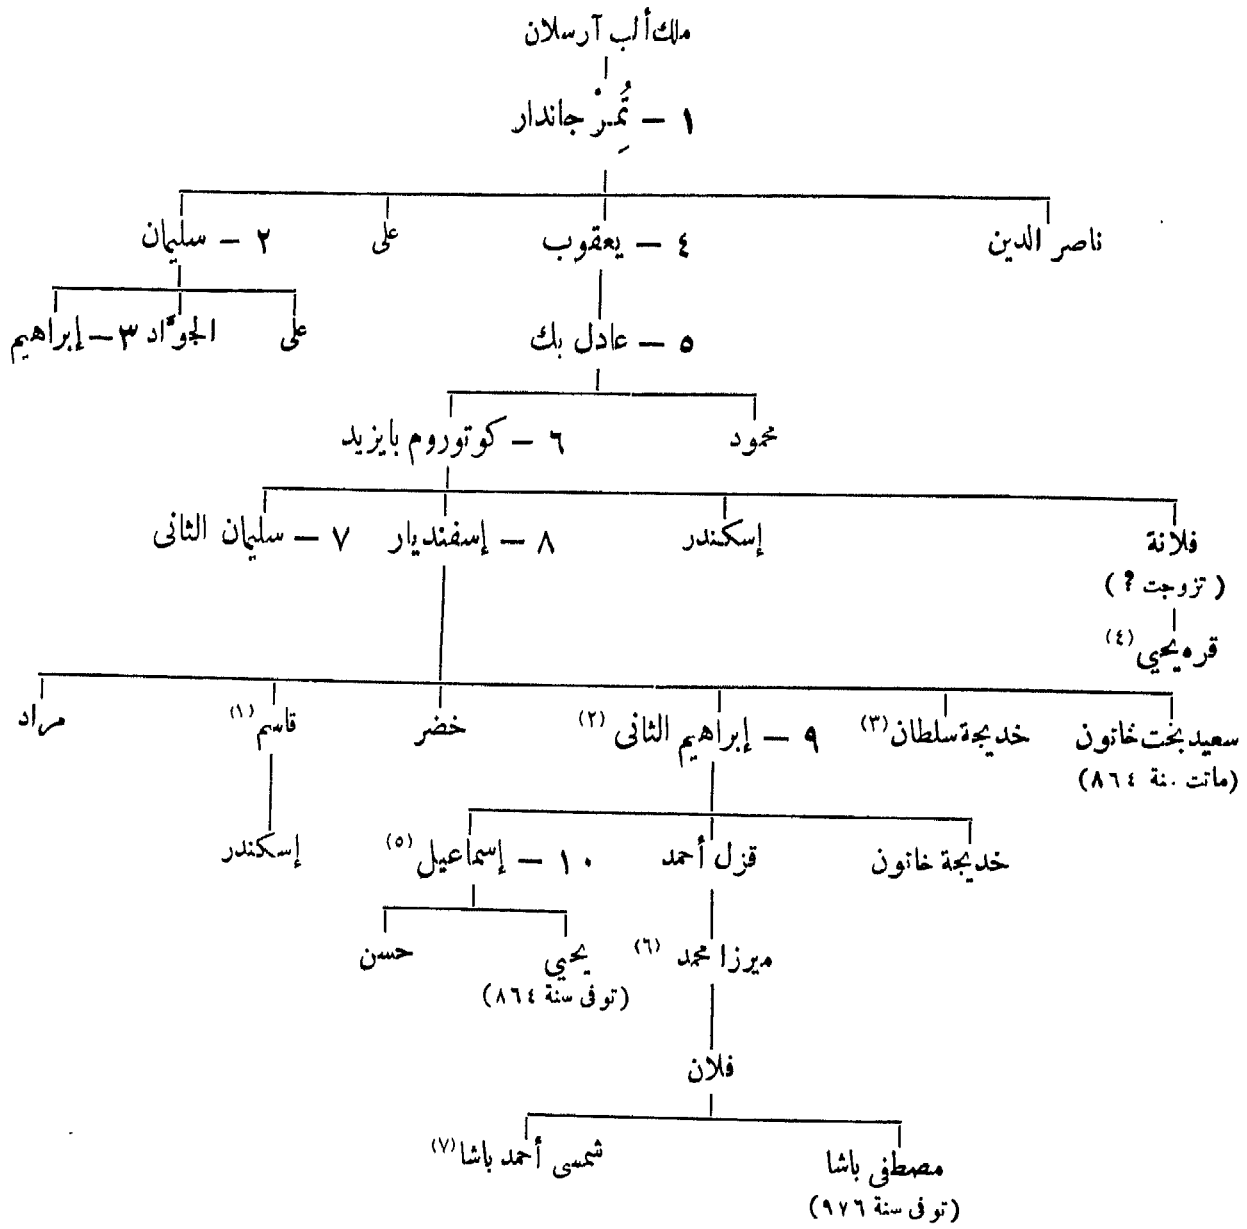 ملك ألب آرسلان
١ – تُمِرْ جاندار
ناصر الدين ٤ – يعقوب على ٢ – سليمان
٥ – عادل بك على الجوّاد ٣ – إبراهيم
محمود ٦ – كوتوروم بايزيد
فلانة إسكندر ٨ – إسفنديار ٧ – سليمان الثانى
(تزوجت ؟)
قره يحيي (٤)
سعيد بخت خاتون خديجة سلطان (٣) ٩ – إبراهيم الثانى (٢) خضر قاسم (١) مراد
(ماتت سنة ٨٦٤)
خديجة خاتون قزل أحمد ١٠ – إسماعيل (٥) إسكندر
ميرزا محمد (٦) يحيي حسن
(توفى سنة ٨٦٤)
فلان
مصطفى باشا شمسى أحمد باشا (٧)
(توفى سنة ٩٧٦)